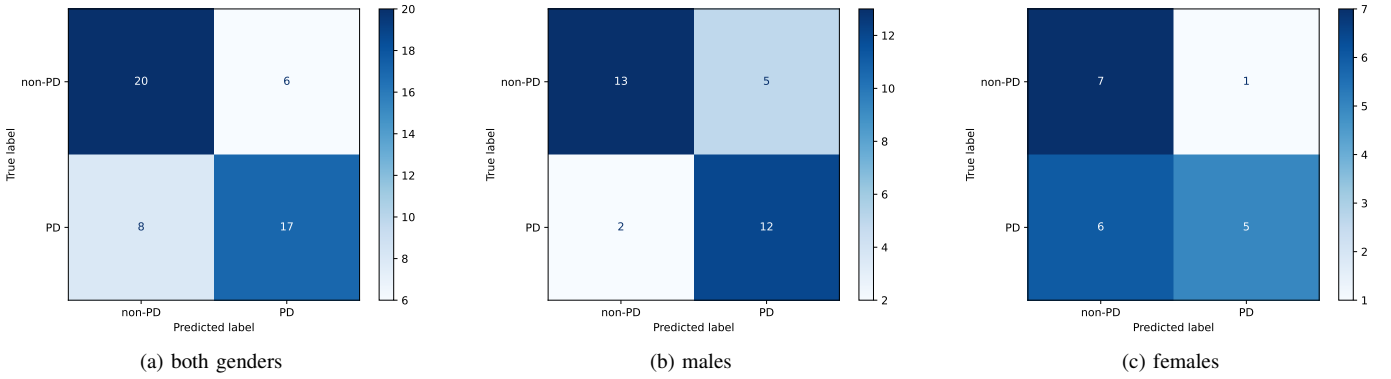 True label
non-PD
PD
20
6
8
17
non-PD
PD
Predicted label
20
18
16
14
12
10
8
6
(a) both genders
True label
non-PD
PD
13
5
2
12
non-PD
PD
Predicted label
12
10
8
6
4
2
(b) males
True label
non-PD
PD
7
1
6
5
non-PD
PD
Predicted label
7
6
5
4
3
2
1
(c) females